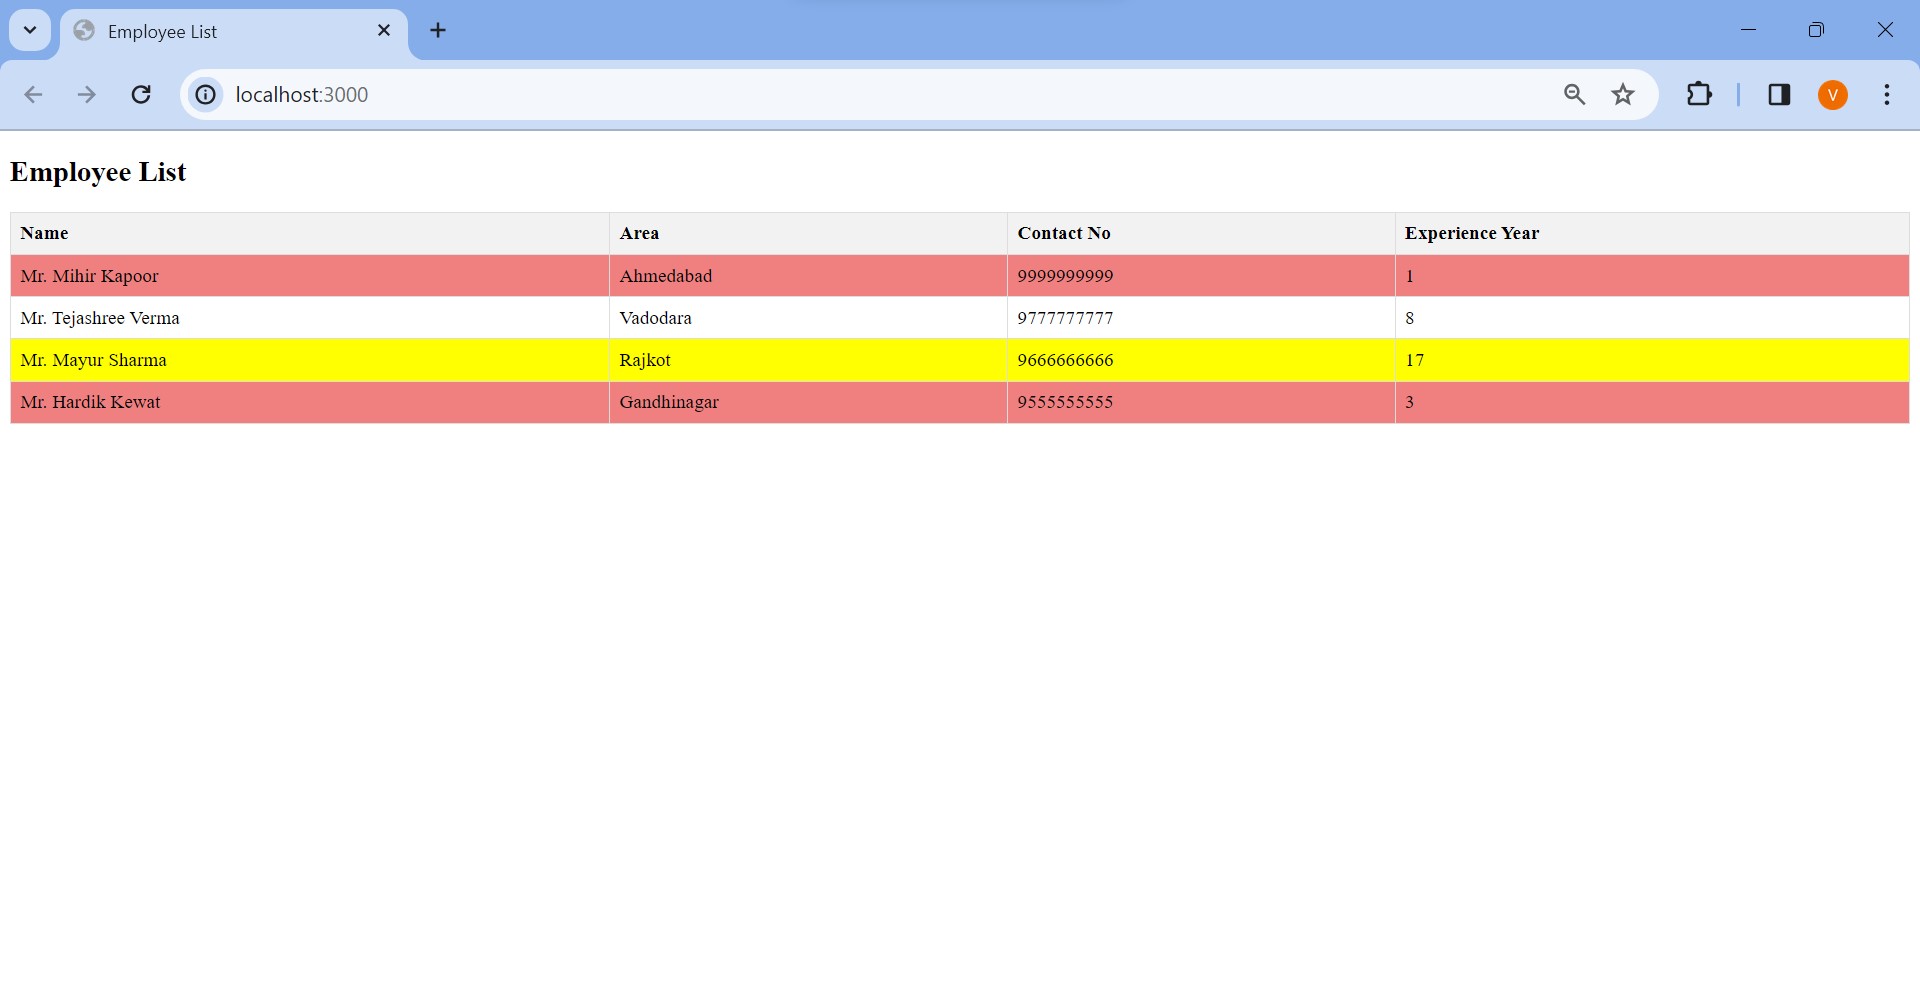 Employee List
localhost:3000
V
Employee List
Name Area Contact No Experience Year
Mr. Mihir Kapoor Ahmedabad 9999999999 1
Mr. Tejashree Verma Vadodara 9777777777 8
Mr. Mayur Sharma Rajkot 9666666666 17
Mr. Hardik Kewat Gandhinagar 9555555555 3